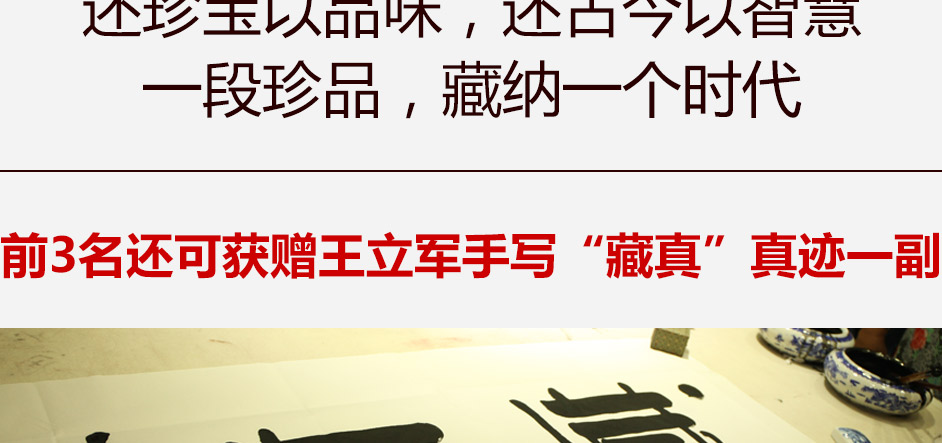 还珍宝以品味，还古今以智慧
一段珍品，藏纳一个时代
前3名还可获赠王立军手写“藏真”真迹一副